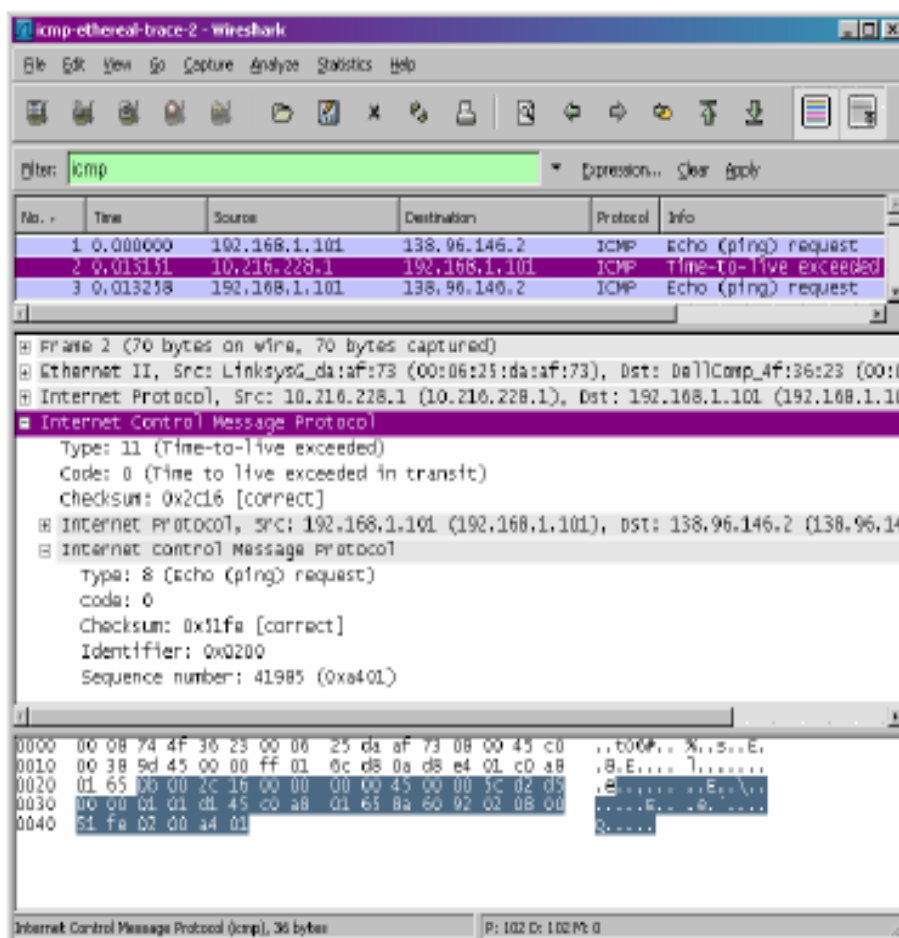 icmp-ethereal-trace-2 - Wireshark
File Edit View Go Capture Analyze Statistics Help
Filter: icmp Expression... Clear Apply
No. Time Source Destination Protocol Info
1 0.000000 192.168.1.101 138.96.146.2 ICMP Echo (ping) request
2 0.013151 10.216.228.1 192.168.1.101 ICMP Time-to-live exceeded
3 0.013258 192.168.1.101 138.96.146.2 ICMP Echo (ping) request
Frame 2 (70 bytes on wire, 70 bytes captured)
Ethernet II, Src: LinksysG_da:af:73 (00:06:25:da:af:73), Dst: DellComp_4f:36:23 (00:0
Internet Protocol, Src: 10.216.228.1 (10.216.228.1), Dst: 192.168.1.101 (192.168.1.10
Internet Control Message Protocol
Type: 11 (Time-to-live exceeded)
Code: 0 (Time to live exceeded in transit)
Checksum: 0x2c16 [correct]
Internet Protocol, Src: 192.168.1.101 (192.168.1.101), Dst: 138.96.146.2 (138.96.14
Internet Control Message Protocol
Type: 8 (Echo (ping) request)
Code: 0
Checksum: 0x51fe [correct]
Identifier: 0x0200
Sequence number: 41985 (0xa401)
0000 00 08 74 4f 36 23 00 06 25 da af 73 08 00 45 c0 ..tO6#.. %..s..E.
0010 00 38 9d 45 00 00 ff 01 6c d8 0a d8 e4 01 c0 a8 .8.E.... l.......
0020 01 65 0b 00 2c 16 00 00 00 00 45 00 00 5c d2 d5 .e..,... ..E..\..
0030 00 00 01 01 d1 45 c0 a8 01 65 8a 60 92 02 08 00 .....E.. .e.`....
0040 51 fe 02 00 a4 01 Q.....
Internet Control Message Protocol (icmp), 36 bytes P: 102 D: 102 M: 0